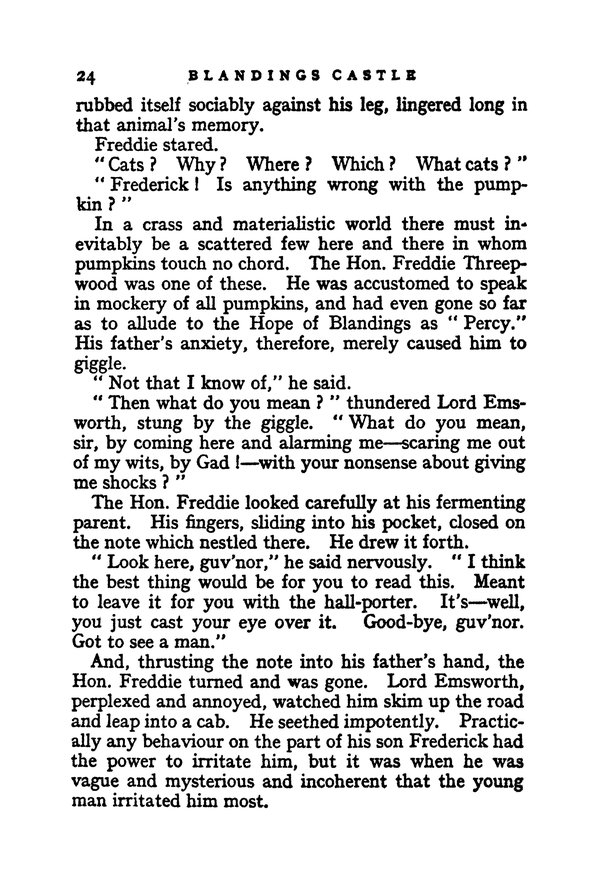 24 BLANDINGS CASTLE
rubbed itself sociably against his leg, lingered long in
that animal's memory.
Freddie stared.
"Cats ? Why ? Where ? Which ? What cats ? "
" Frederick ! Is anything wrong with the pump-
kin ? "
In a crass and materialistic world there must in-
evitably be a scattered few here and there in whom
pumpkins touch no chord. The Hon. Freddie Threep-
wood was one of these. He was accustomed to speak
in mockery of all pumpkins, and had even gone so far
as to allude to the Hope of Blandings as " Percy."
His father's anxiety, therefore, merely caused him to
giggle.
" Not that I know of," he said.
" Then what do you mean ? " thundered Lord Ems-
worth, stung by the giggle. " What do you mean,
sir, by coming here and alarming me—scaring me out
of my wits, by Gad !—with your nonsense about giving
me shocks ? "
The Hon. Freddie looked carefully at his fermenting
parent. His fingers, sliding into his pocket, closed on
the note which nestled there. He drew it forth.
" Look here, guv'nor," he said nervously. " I think
the best thing would be for you to read this. Meant
to leave it for you with the hall-porter. It's—well,
you just cast your eye over it. Good-bye, guv'nor.
Got to see a man."
And, thrusting the note into his father's hand, the
Hon. Freddie turned and was gone. Lord Emsworth,
perplexed and annoyed, watched him skim up the road
and leap into a cab. He seethed impotently. Practic-
ally any behaviour on the part of his son Frederick had
the power to irritate him, but it was when he was
vague and mysterious and incoherent that the young
man irritated him most.